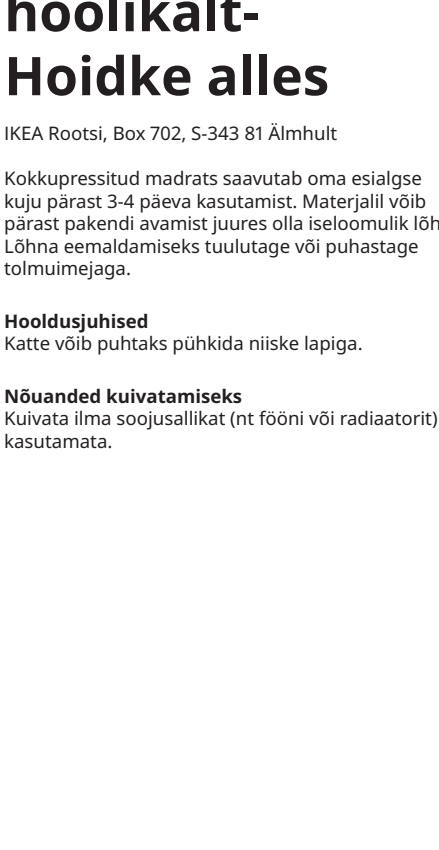 hoolikalt-
Hoidke alles
IKEA Rootsi, Box 702, S-343 81 Älmhult
Kokkupressitud madrats saavutab oma esialgse
kuju pärast 3-4 päeva kasutamist. Materjalil võib
pärast pakendi avamist juures olla iseloomulik
Lõhna eemaldamiseks tuulutage või puhastage
tolmuimejaga.
Hooldusjuhised
Katte võib puhtaks pühkida niiske lapiga.
Nõuanded kuivatamiseks
Kuivata ilma soojusallikat (nt fööni või radiaatorit)
kasutamata.